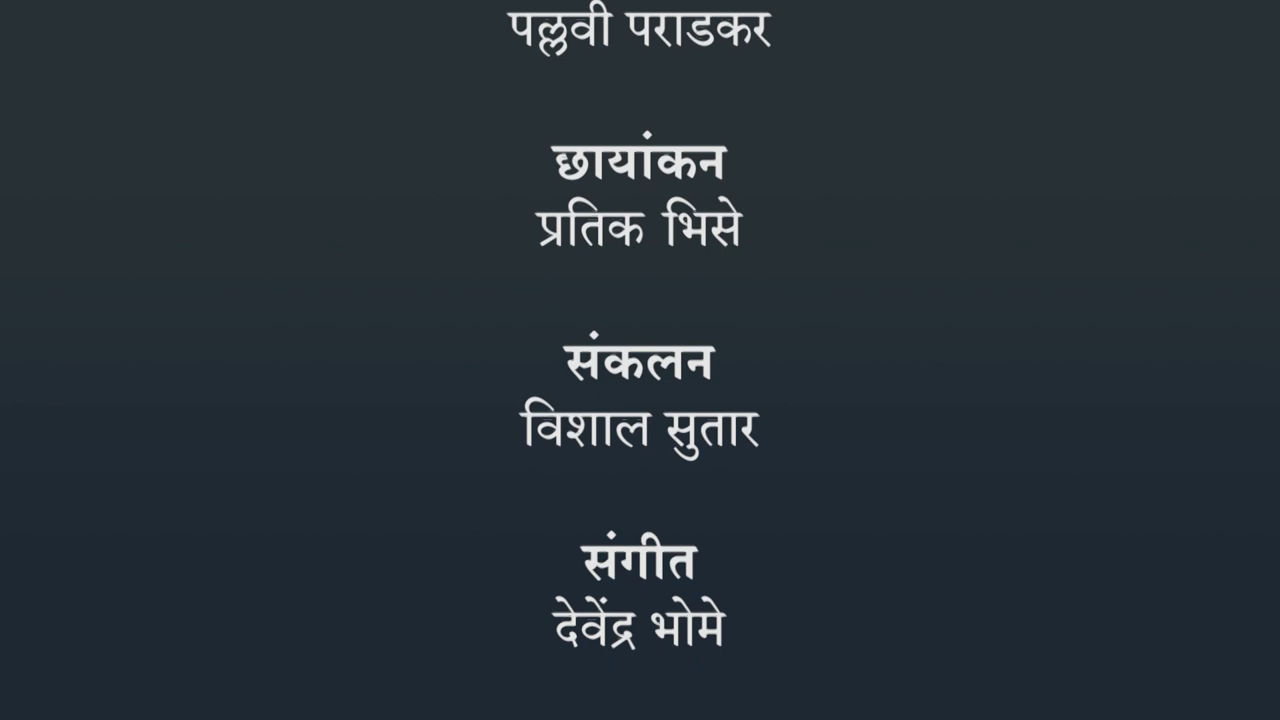 पल्लवी पराडकर
छायांकन
प्रतिक भिसे
संकलन
विशाल सुतार
संगीत
देवेंद्र भोमे